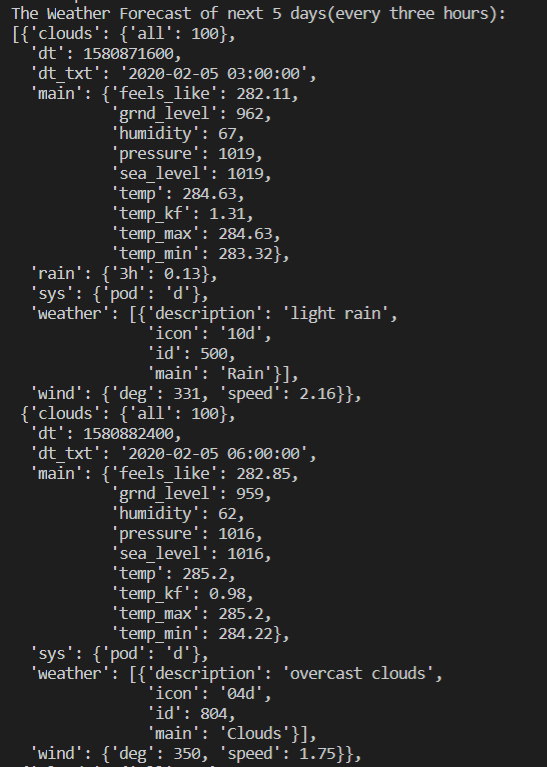 The Weather Forecast of next 5 days(every three hours):
[{'clouds': {'all': 100},
  'dt': 1580871600,
  'dt_txt': '2020-02-05 03:00:00',
  'main': {'feels_like': 282.11,
           'grnd_level': 962,
           'humidity': 67,
           'pressure': 1019,
           'sea_level': 1019,
           'temp': 284.63,
           'temp_kf': 1.31,
           'temp_max': 284.63,
           'temp_min': 283.32},
  'rain': {'3h': 0.13},
  'sys': {'pod': 'd'},
  'weather': [{'description': 'light rain',
               'icon': '10d',
               'id': 500,
               'main': 'Rain'}],
  'wind': {'deg': 331, 'speed': 2.16}},
 {'clouds': {'all': 100},
  'dt': 1580882400,
  'dt_txt': '2020-02-05 06:00:00',
  'main': {'feels_like': 282.85,
           'grnd_level': 959,
           'humidity': 62,
           'pressure': 1016,
           'sea_level': 1016,
           'temp': 285.2,
           'temp_kf': 0.98,
           'temp_max': 285.2,
           'temp_min': 284.22},
  'sys': {'pod': 'd'},
  'weather': [{'description': 'overcast clouds',
               'icon': '04d',
               'id': 804,
               'main': 'Clouds'}],
  'wind': {'deg': 350, 'speed': 1.75}},